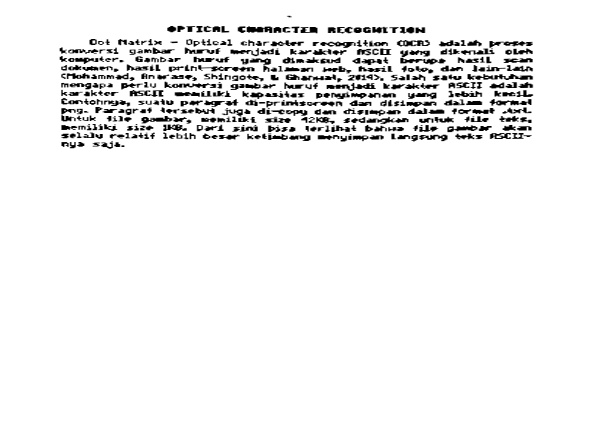 OPTICAL CHARACTER RECOGNITION
Dot Matrix - Optical character recognition (OCR) adalah proses
konversi gambar huruf menjadi karakter ASCII yang dikenali oleh
komputer. Gambar huruf yang dimaksud dapat berupa hasil scan
dokumen, hasil print-screen halaman web, hasil foto, dan lain-lain
(Mohammad, Anarase, Shingote, & Ghanwat, 2014). Salah satu kebutuhan
mengapa perlu konversi gambar huruf menjadi karakter ASCII adalah
karakter ASCII memiliki kapasitas penyimpanan yang lebih kecil.
Contohnya, suatu paragraf di-printscreen dan disimpan dalam format
png. Paragraf tersebut juga di-copy dan disimpan dalam format .txt.
Untuk file gambar, memiliki size 12KB, sedangkan untuk file teks,
memiliki size 1KB. Dari sini bisa terlihat bahwa file gambar akan
selalu relatif lebih besar ketimbang menyimpan langsung teks ASCII-
nya saja.